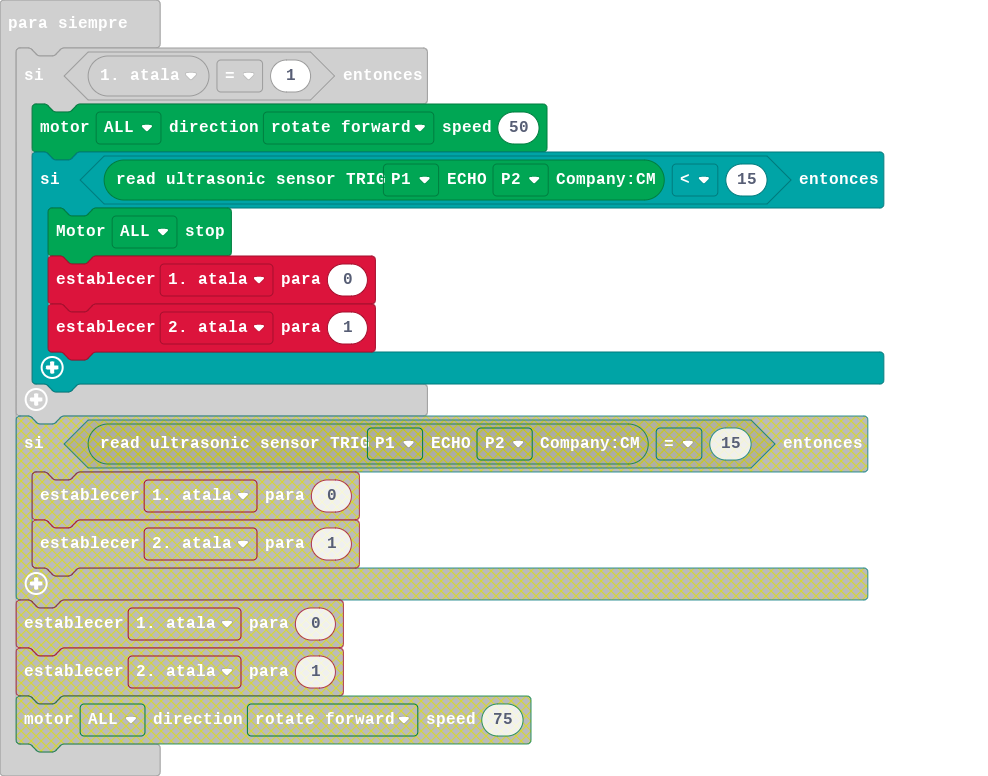 para siempre
si 1. atala = 1 entonces
motor ALL direction rotate forward speed 50
si read ultrasonic sensor TRIG P1 ECHO P2 Company:CM < 15 entonces
Motor ALL stop
establecer 1. atala para 0
establecer 2. atala para 1
si read ultrasonic sensor TRIG P1 ECHO P2 Company:CM = 15 entonces
establecer 1. atala para 0
establecer 2. atala para 1
establecer 1. atala para 0
establecer 2. atala para 1
motor ALL direction rotate forward speed 75